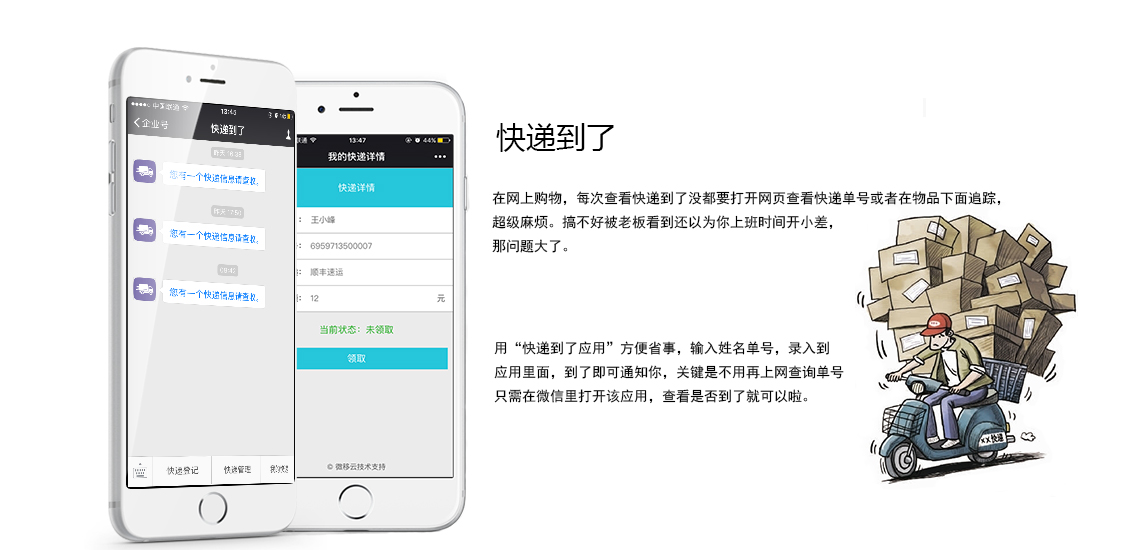 中国联通 13:45
企业号 快递到了
昨天 16:38
您有一个快递信息请查收.
昨天 17:50
您有一个快递信息请查收.
08:42
您有一个快递信息请查收.
快递登记 快递管理
联通 13:47 44%
我的快递详情
快递详情
: 王小峰
: 6959713500007
: 顺丰速运
: 12 元
当前状态：未领取
领取
© 微移云技术支持
快递到了
在网上购物，每次查看快递到了没都要打开网页查看快递单号或者在物品下面追踪，
超级麻烦。搞不好被老板看到还以为你上班时间开小差，
那问题大了。
用“快递到了应用”方便省事，输入姓名单号，录入到
应用里面，到了即可通知你，关键是不用再上网查询单号
只需在微信里打开该应用，查看是否到了就可以啦。
XX快递